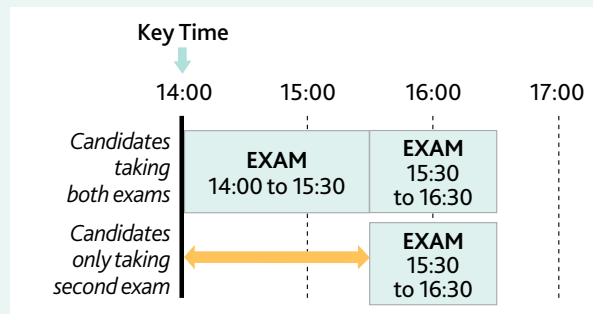 Key Time
14:00 15:00 16:00 17:00
Candidates
taking
both exams
EXAM
14:00 to 15:30
EXAM
15:30
to 16:30
Candidates
only taking
second exam
EXAM
15:30
to 16:30